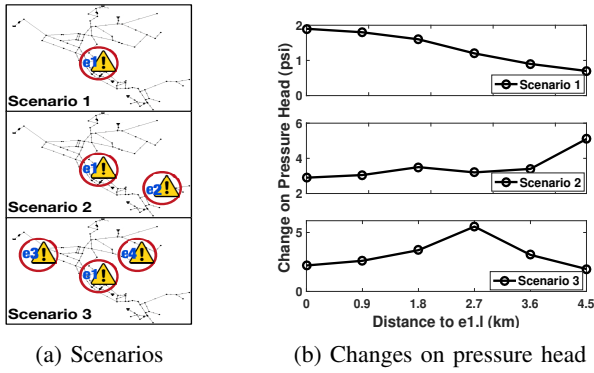 e1
Scenario 1
e1
e2
Scenario 2
e3
e4
e1
Scenario 3
(a) Scenarios
Change on Pressure Head (psi)
2
1
0
Scenario 1
6
4
2
Scenario 2
5
0
Scenario 3
0 0.9 1.8 2.7 3.6 4.5
Distance to e1.l (km)
(b) Changes on pressure head